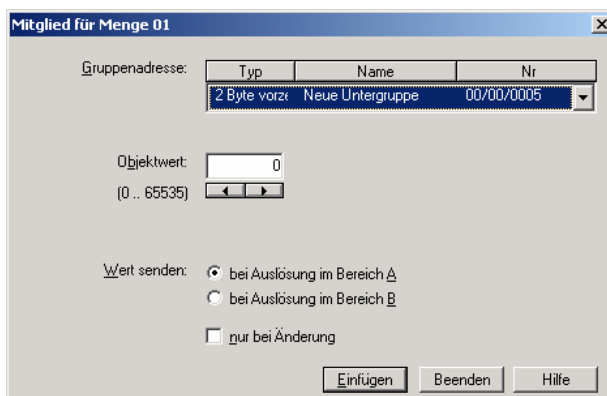 Mitglied für Menge 01
Gruppenadresse:
Typ Name Nr
2 Byte vorze Neue Untergruppe 00/00/0005
Objektwert: 0
(0 .. 65535)
Wert senden: bei Auslösung im Bereich A
bei Auslösung im Bereich B
nur bei Änderung
Einfügen Beenden Hilfe